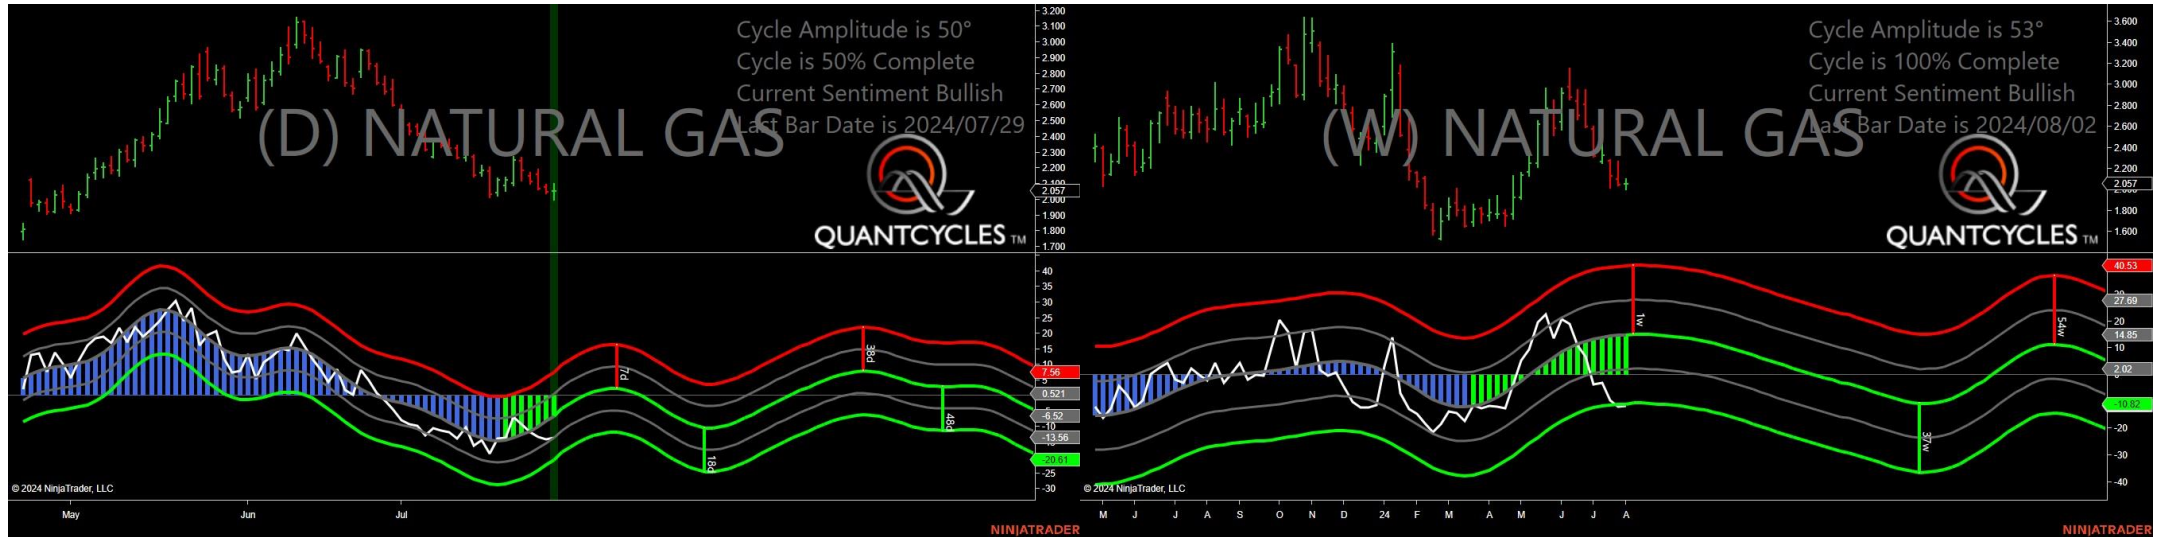 Cycle Amplitude is 50°
Cycle is 50% Complete
Current Sentiment Bullish
Last Bar Date is 2024/07/29
(D) NATURAL GAS
QUANTCYCLES TM
3.200
3.100
3.000
2.900
2.800
2.700
2.600
2.500
2.400
2.300
2.200
2.057
2.000
1.900
1.800
1.700
40
35
30
25
20
15
7.56
5
0.521
-6.52
-10
-13.56
-20.61
-25
-30
7d
18d
38d
48d
© 2024 NinjaTrader, LLC
May
Jun
Jul
NINJATRADER
Cycle Amplitude is 53°
Cycle is 100% Complete
Current Sentiment Bullish
Last Bar Date is 2024/08/02
(W) NATURAL GAS
QUANTCYCLES TM
3.600
3.400
3.200
3.000
2.800
2.600
2.400
2.200
2.057
1.800
1.600
40.53
27.69
20
14.85
10
2.02
-10.82
-20
-30
-40
1w
37w
54w
© 2024 NinjaTrader, LLC
M J J A S O N D 24 F M A M J J A
NINJATRADER